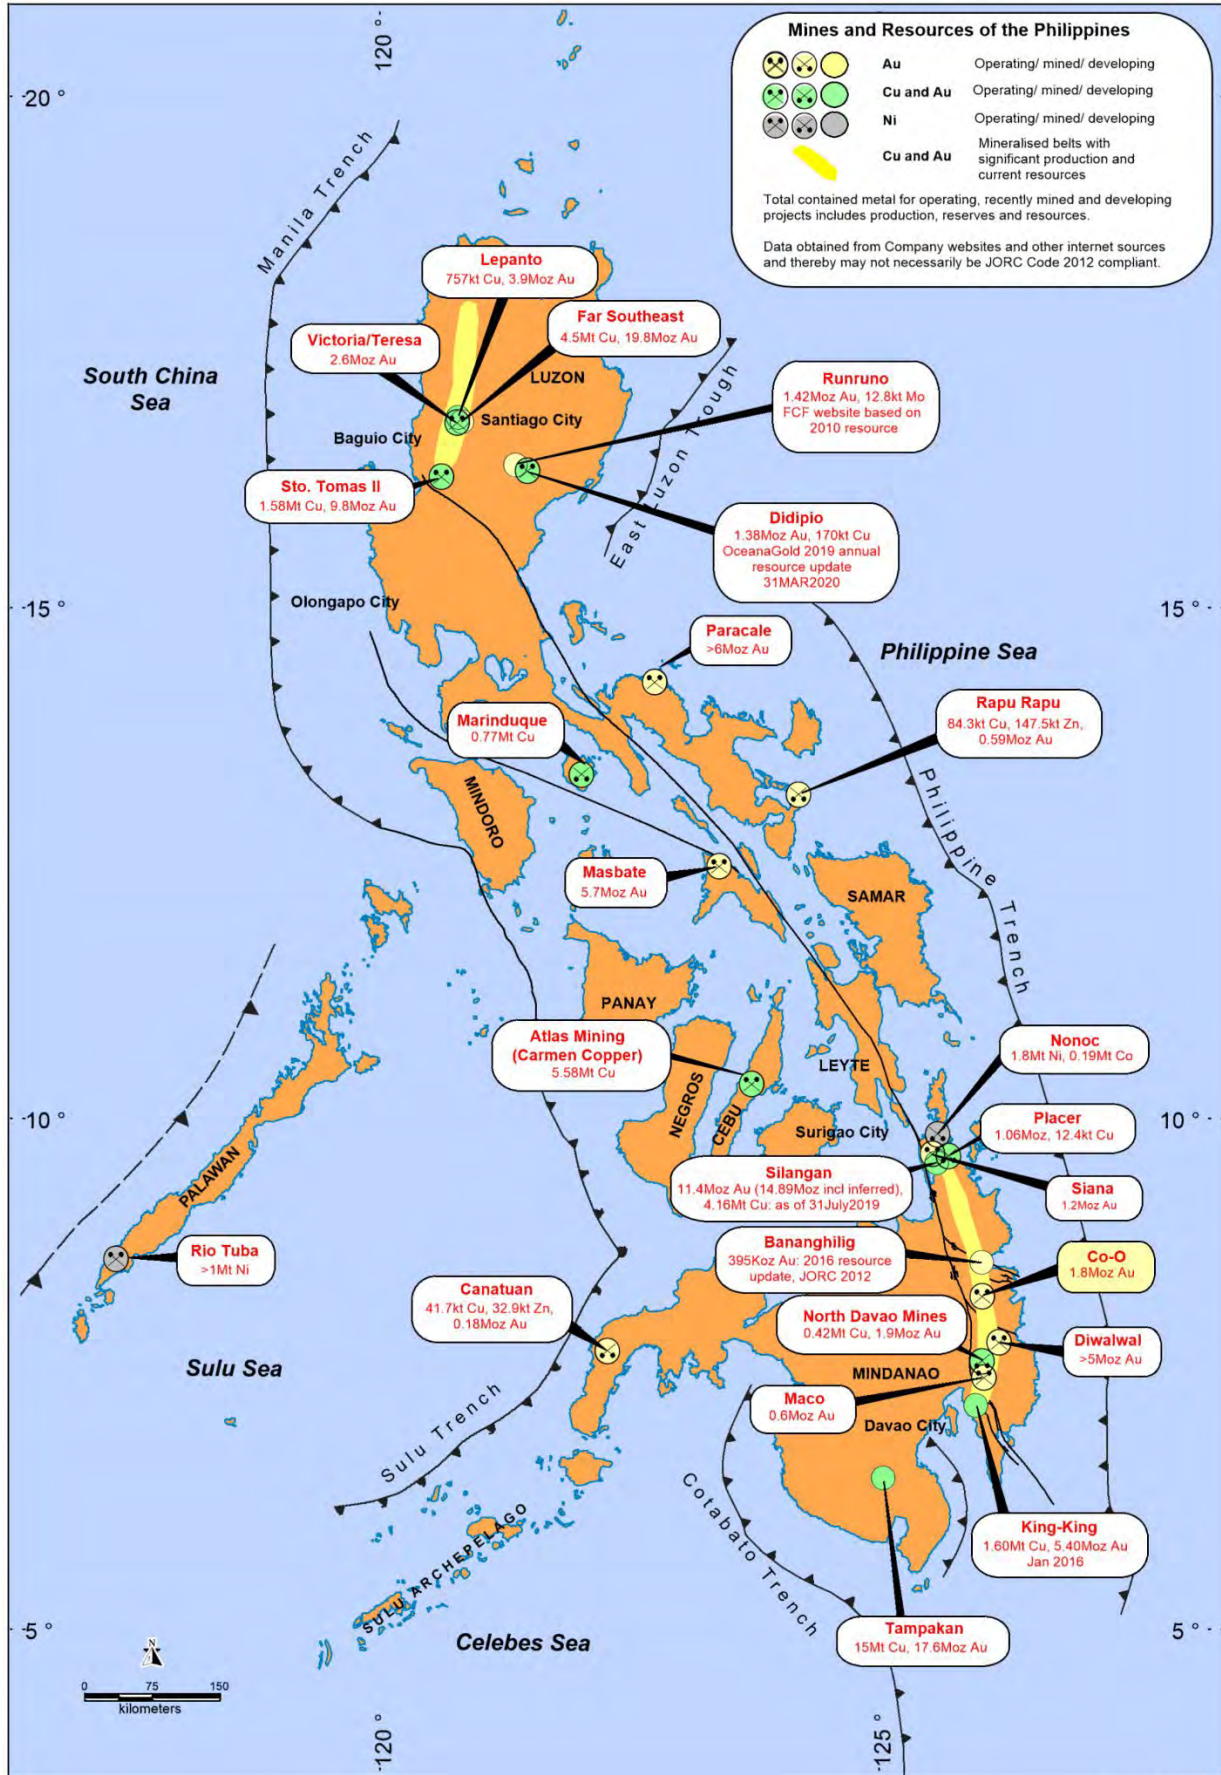 Mines and Resources of the Philippines
Au Operating/ mined/ developing
Cu and Au Operating/ mined/ developing
Ni Operating/ mined/ developing
Cu and Au Mineralised belts with
significant production and
current resources
Total contained metal for operating, recently mined and developing
projects includes production, reserves and resources.
Data obtained from Company websites and other internet sources
and thereby may not necessarily be JORC Code 2012 compliant.
120°
20 °
Manila Trench
Lepanto
757kt Cu, 3.9Moz Au
Far Southeast
4.5Mt Cu, 19.8Moz Au
Victoria/Teresa
2.6Moz Au
South China
Sea
LUZON
Santiago City
Baguio City
East Luzon Trough
Runruno
1.42Moz Au, 12.8kt Mo
FCF website based on
2010 resource
Sto. Tomas II
1.58Mt Cu, 9.8Moz Au
Didipio
1.38Moz Au, 170kt Cu
OceanaGold 2019 annual
resource update
31MAR2020
15 °
15 °
Olongapo City
Paracale
>6Moz Au
Philippine Sea
Marinduque
0.77Mt Cu
Rapu Rapu
84.3kt Cu, 147.5kt Zn,
0.59Moz Au
MINDORO
Philippine Trench
Masbate
5.7Moz Au
SAMAR
PANAY
Atlas Mining
(Carmen Copper)
5.58Mt Cu
NEGROS
CEBU
LEYTE
Nonoc
1.8Mt Ni, 0.19Mt Co
10 °
10 °
Surigao City
Placer
1.06Moz, 12.4kt Cu
PALAWAN
Silangan
11.4Moz Au (14.89Moz incl inferred),
4.16Mt Cu: as of 31July2019
Siana
1.2Moz Au
Rio Tuba
>1Mt Ni
Bananghilig
395Koz Au: 2016 resource
update, JORC 2012
Co-O
1.8Moz Au
Canatuan
41.7kt Cu, 32.9kt Zn,
0.18Moz Au
North Davao Mines
0.42Mt Cu, 1.9Moz Au
Diwalwal
>5Moz Au
Sulu Sea
MINDANAO
Maco
0.6Moz Au
Davao City
Sulu Trench
Cotabato Trench
King-King
1.60Mt Cu, 5.40Moz Au
Jan 2016
SULU ARCHEPELAGO
Celebes Sea
Tampakan
15Mt Cu, 17.6Moz Au
5 °
5 °
N
0 75 150
kilometers
120°
125°